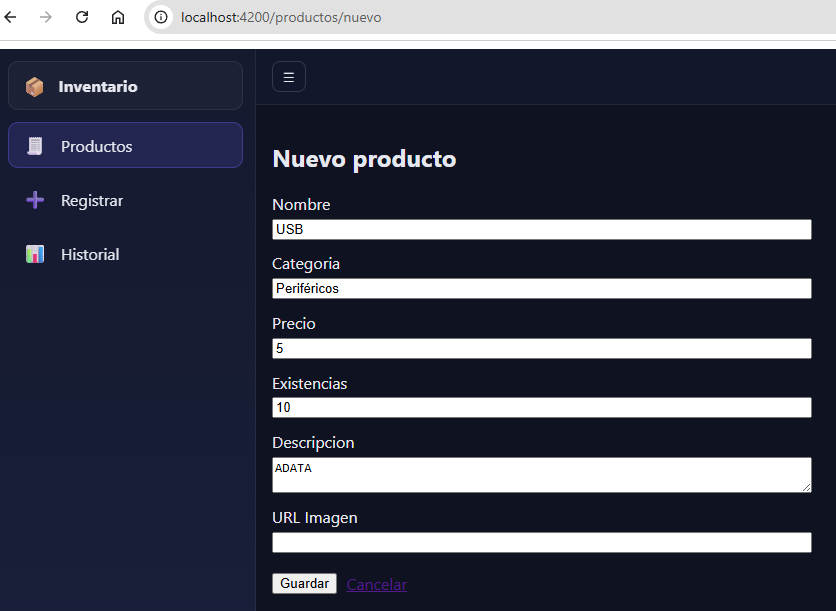 localhost:4200/productos/nuevo
Inventario
Productos
Registrar
Historial
Nuevo producto
Nombre
USB
Categoria
Periféricos
Precio
5
Existencias
10
Descripcion
ADATA
URL Imagen
Guardar Cancelar